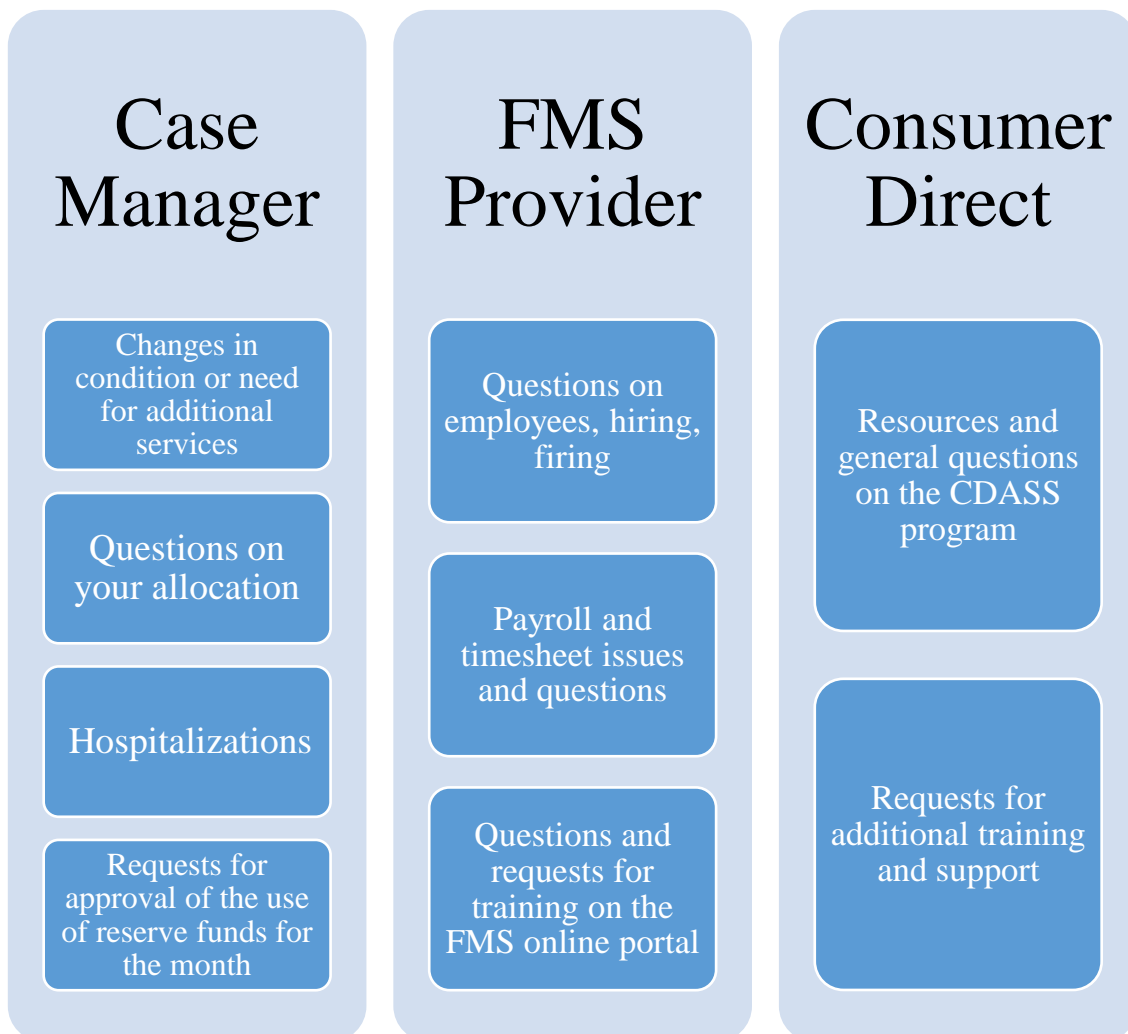 Case
Manager
Changes in
condition or need
for additional
services
Questions on
your allocation
Hospitalizations
Requests for
approval of the use
of reserve funds for
the month
FMS
Provider
Questions on
employees, hiring,
firing
Payroll and
timesheet issues
and questions
Questions and
requests for
training on the
FMS online portal
Consumer
Direct
Resources and
general questions
on the CDASS
program
Requests for
additional training
and support